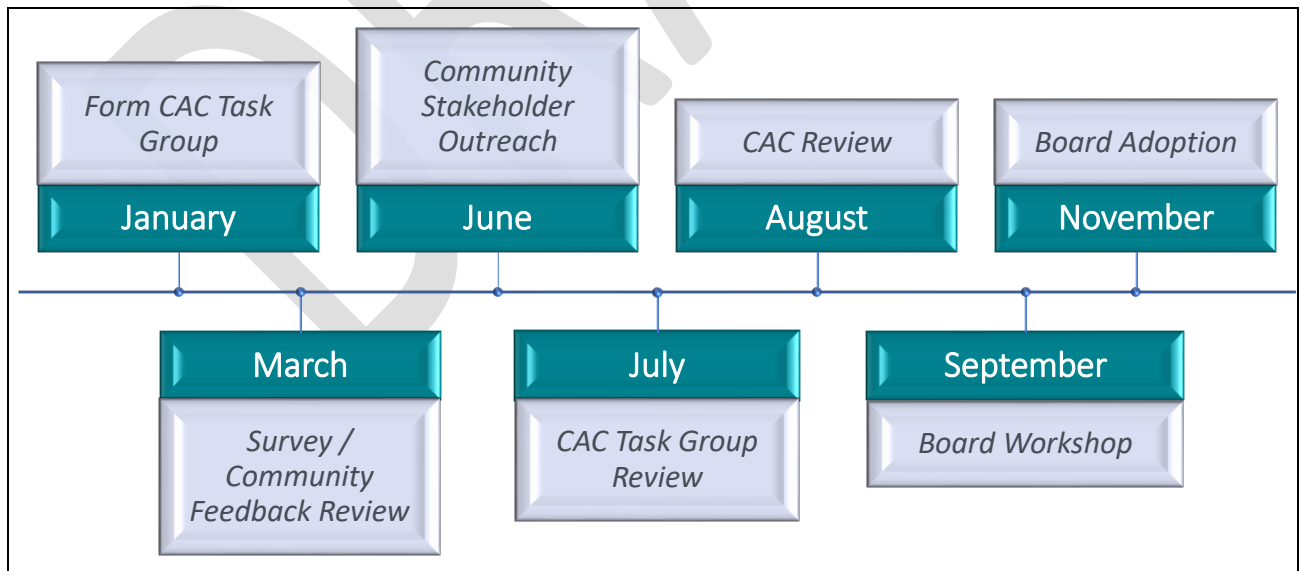 Form CAC Task
Group
January
Community
Stakeholder
Outreach
June
CAC Review
August
Board Adoption
November
March
Survey /
Community
Feedback Review
July
CAC Task Group
Review
September
Board Workshop